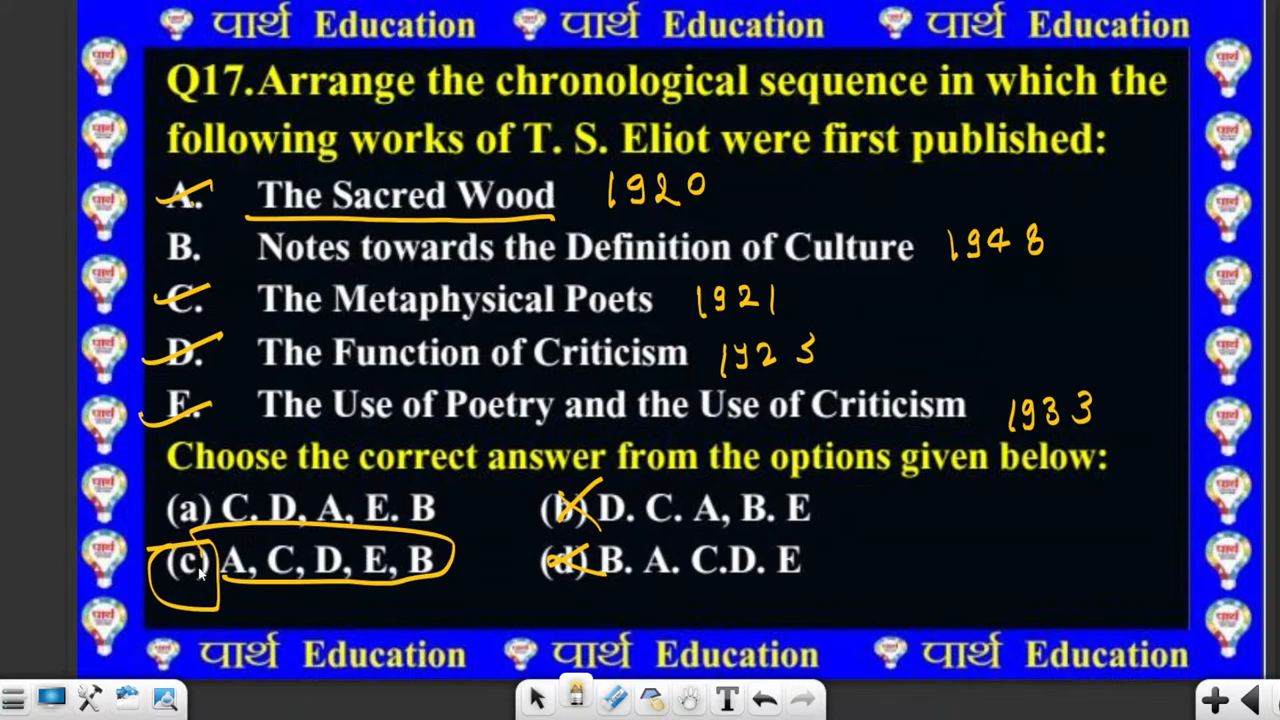 पार्थ Education पार्थ Education पार्थ Education
Q17.Arrange the chronological sequence in which the
following works of T. S. Eliot were first published:
A. The Sacred Wood 1920
B. Notes towards the Definition of Culture 1948
C. The Metaphysical Poets 1921
D. The Function of Criticism 1923
E. The Use of Poetry and the Use of Criticism 1933
Choose the correct answer from the options given below:
(a) C. D, A, E. B (b) D. C. A, B. E
(c) A, C, D, E, B (d) B. A. C.D. E
पार्थ Education पार्थ Education पार्थ Education